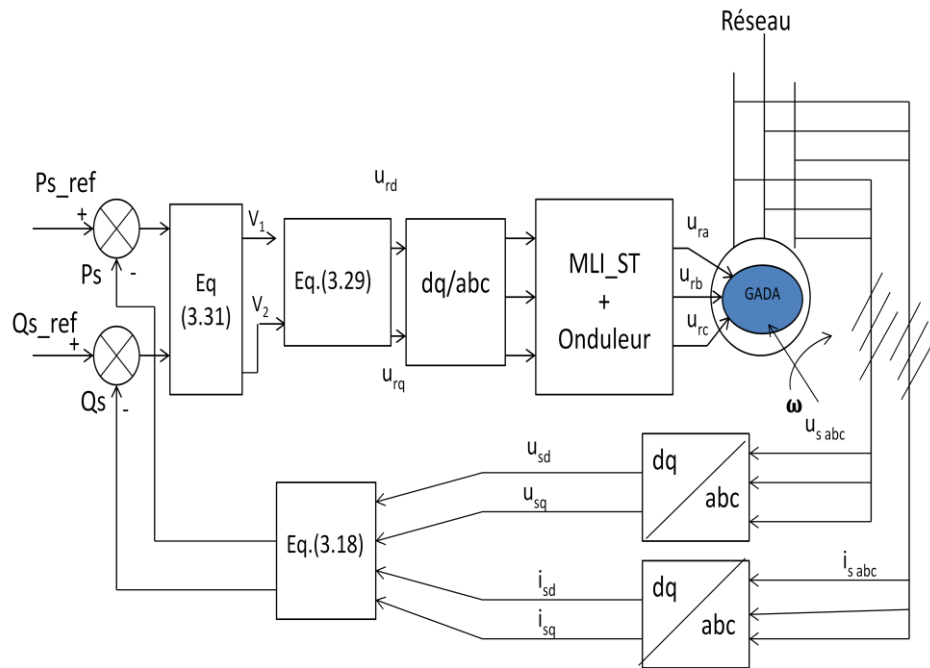 Réseau
Ps_ref
+
Ps
-
Qs_ref
+
Qs
-
Eq
(3.31)
V1
V2
Eq.(3.29)
urd
urq
dq/abc
MLI_ST
+
Onduleur
ura
urb
urc
GADA
ω
us abc
usd
usq
dq
abc
Eq.(3.18)
isd
isq
dq
abc
is abc